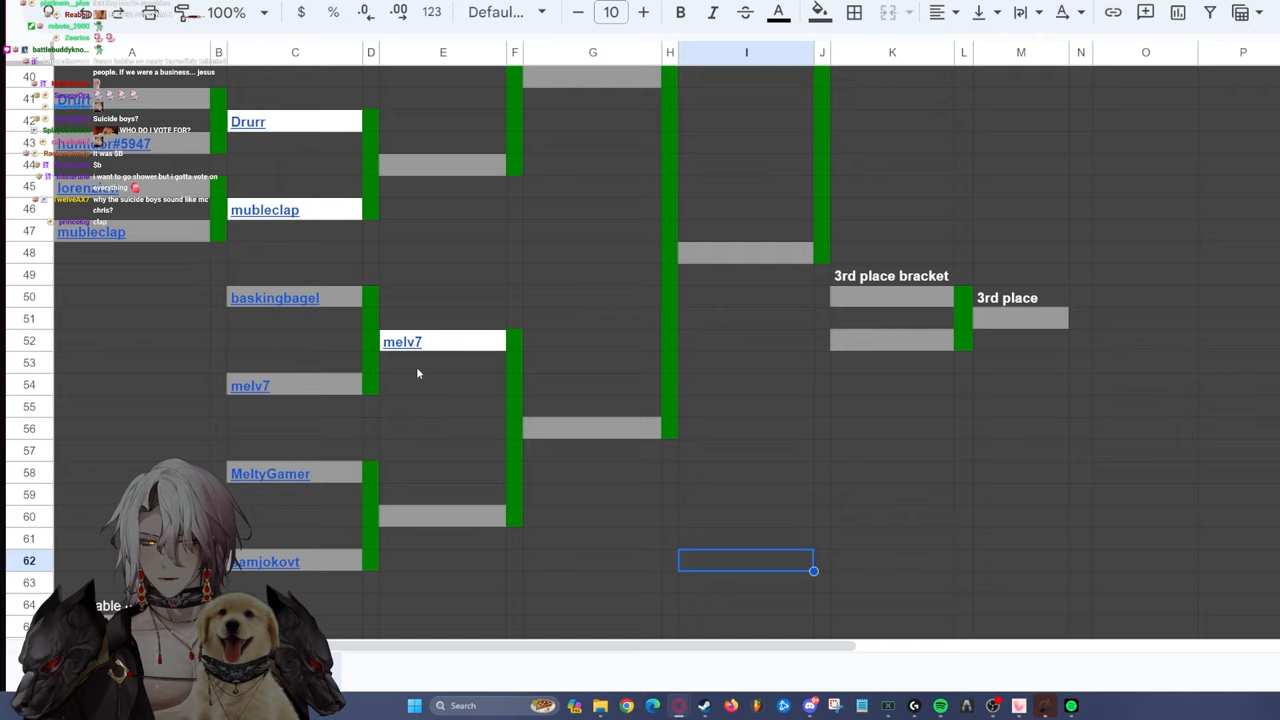 100%
$
%
.0
.00
123
Defaul...
10
B
I
A
A
B
C
D
E
F
G
H
I
J
K
L
M
N
O
P
40
41
42 Drurr
43
44
45
46 mubleclap
47 mubleclap
48
49 3rd place bracket
50 baskingbagel 3rd place
51
52 melv7
53
54 melv7
55
56
57
58 MeltyGamer
59
60
61
62
63
64
people. If we were a business... jesus
Suicide boys?
WHO DO I VOTE FOR?
it was $B
$b
i want to go shower but i gotta vote on
everything
why the suicide boys sound like mc
chris?
clap
Search